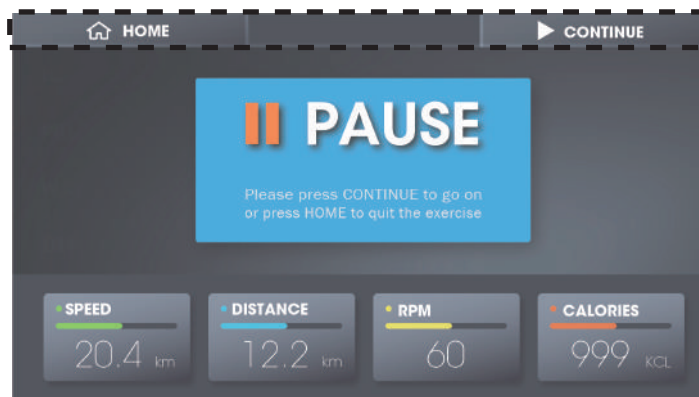 HOME
CONTINUE
PAUSE
Please press CONTINUE to go on
or press HOME to quit the exercise
SPEED
20.4 km
DISTANCE
12.2 km
RPM
60
CALORIES
999 KCL